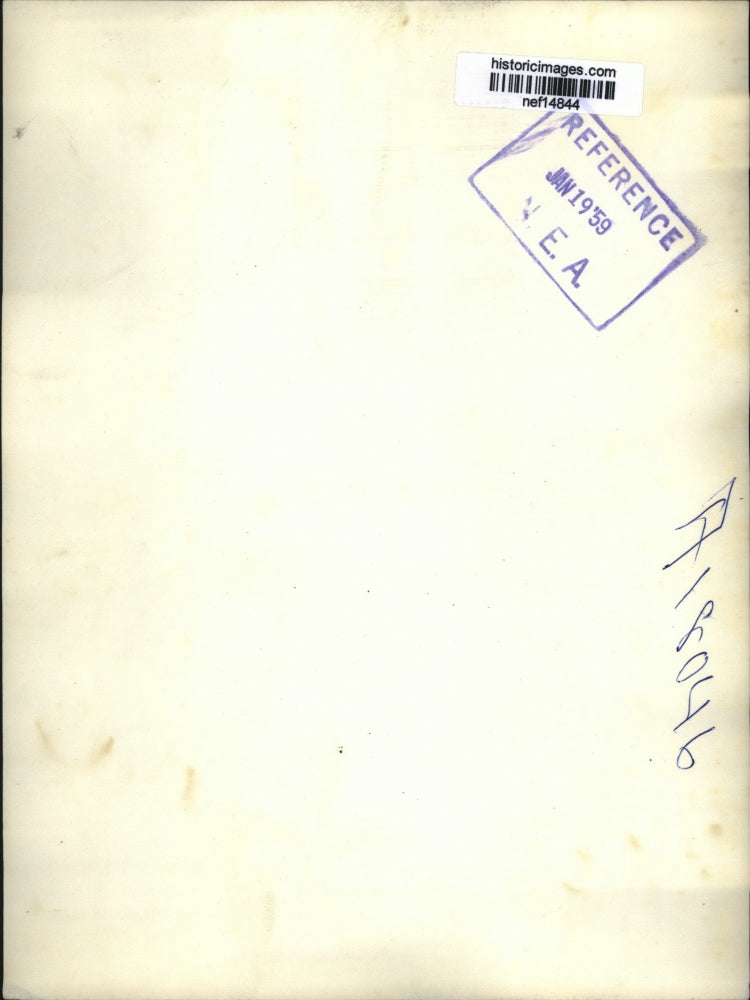 historicimages.com
nef14844
REFERENCE
JAN 19 '59
N. E. A.
A18046